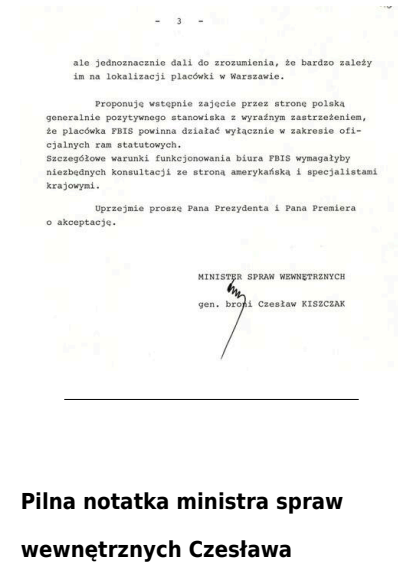 - 3 -
ale jednoznacznie dali do zrozumienia, że bardzo zależy
im na lokalizacji placówki w Warszawie.
Proponuję wstępnie zajęcie przez stronę polską
generalnie pozytywnego stanowiska z wyraźnym zastrzeżeniem,
że placówka FBIS powinna działać wyłącznie w zakresie ofi-
cjalnych ram statutowych.
Szczegółowe warunki funkcjonowania biura FBIS wymagałyby
niezbędnych konsultacji ze stroną amerykańską i specjalistami
krajowymi.
Uprzejmie proszę Pana Prezydenta i Pana Premiera
o akceptację.
MINISTER SPRAW WEWNĘTRZNYCH
gen. broni Czesław KISZCZAK
Pilna notatka ministra spraw
wewnętrznych Czesława